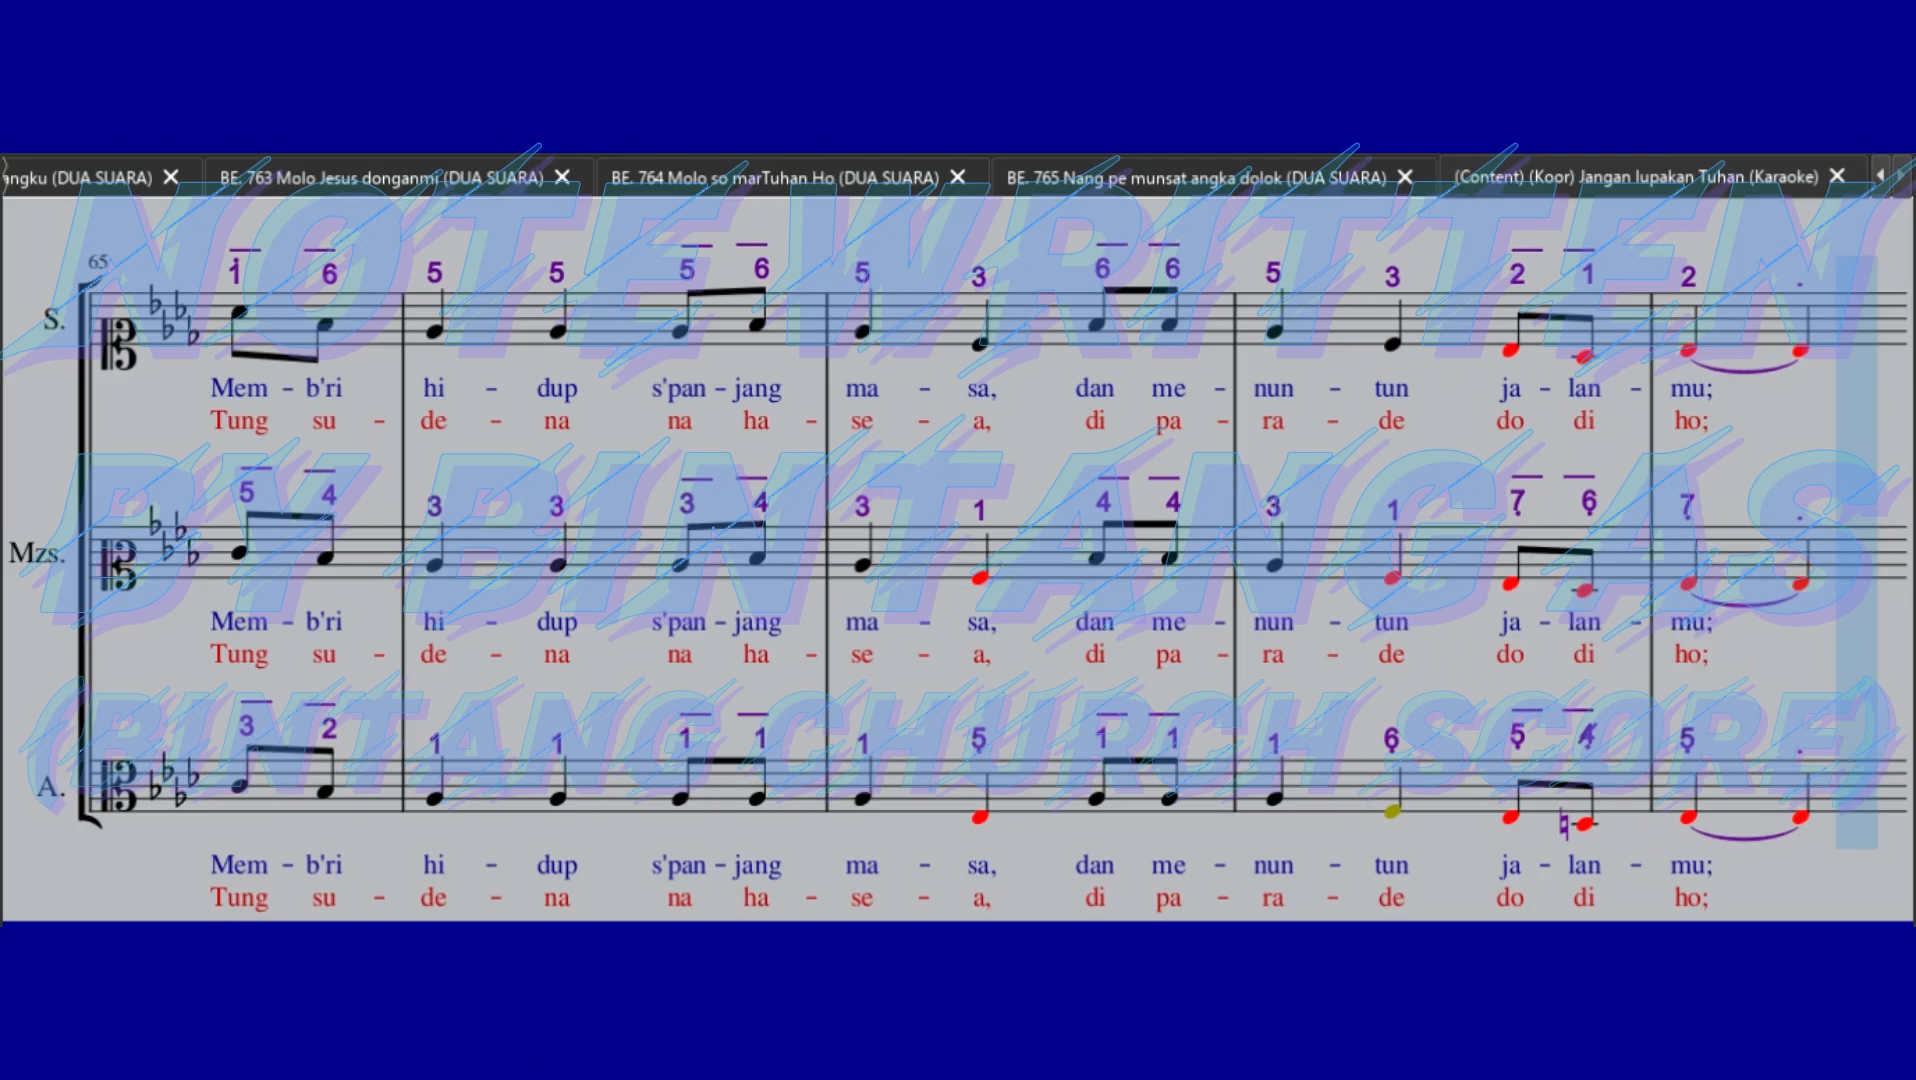 angku (DUA SUARA) BE. 763 Molo Jesus donganmi (DUA SUARA) BE. 764 Molo so marTuhan Ho (DUA SUARA) BE. 765 Nang pe munsat angka dolok (DUA SUARA) (Content) (Koor) Jangan lupakan Tuhan (Karaoke)
NOTE WRITTEN
65
1 6 5 5 5 6 5 3 6 6 5 3 2 1 2 .
S.
Mem - b'ri hi - dup s'pan - jang ma - sa, dan me - nun - tun ja - lan - mu;
Tung su - de - na na ha - se - a, di pa - ra - de do di ho;
BY BINTANG AS
5 4 3 3 3 4 3 1 4 4 3 1 7 6 7 .
Mzs.
Mem - b'ri hi - dup s'pan - jang ma - sa, dan me - nun - tun ja - lan - mu;
Tung su - de - na na ha - se - a, di pa - ra - de do di ho;
(BINTANG CHURCH SCORE)
3 2 1 1 1 1 1 5 1 1 1 6 5 4 5 .
A.
Mem - b'ri hi - dup s'pan - jang ma - sa, dan me - nun - tun ja - lan - mu;
Tung su - de - na na ha - se - a, di pa - ra - de do di ho;